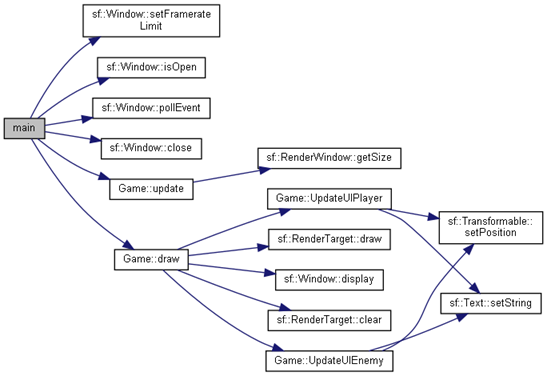 sf::Window::setFramerate
Limit
sf::Window::isOpen
sf::Window::pollEvent
main
sf::Window::close
sf::RenderWindow::getSize
Game::update
Game::UpdateUIPlayer
sf::Transformable::
setPosition
sf::RenderTarget::draw
Game::draw
sf::Window::display
sf::Text::setString
sf::RenderTarget::clear
Game::UpdateUIEnemy